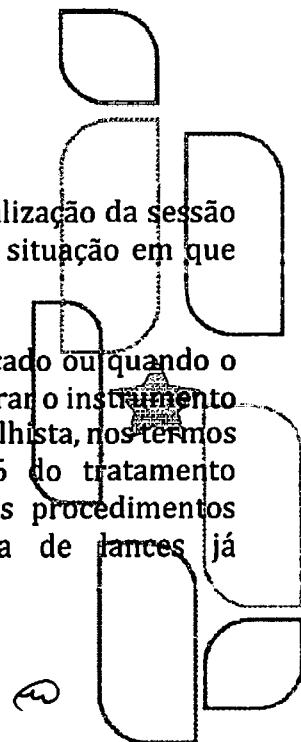 lização da sessão
situação em que
cado ou quando o
rar o instrumento
lhista, nos termos
do tratamento
s procedimentos
a de lances já